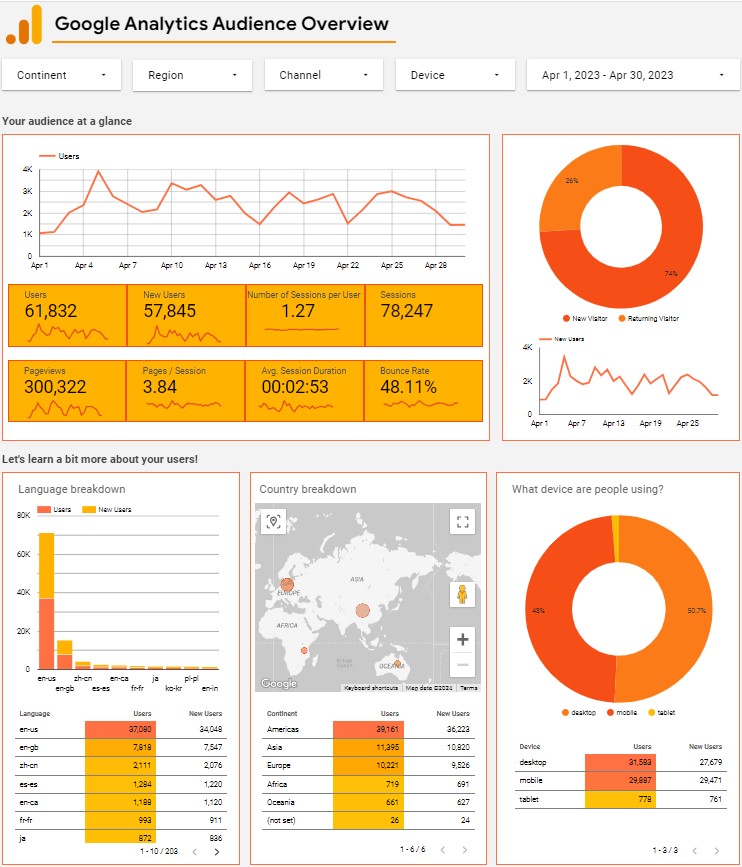 Google Analytics Audience Overview
Continent Region Channel Device Apr 1, 2023 - Apr 30, 2023
Your audience at a glance
Users
4K
3K
2K
1K
0
Apr 1 Apr 4 Apr 7 Apr 10 Apr 13 Apr 16 Apr 19 Apr 22 Apr 25 Apr 28
Users New Users Number of Sessions per User Sessions
61,832 57,845 1.27 78,247
Pageviews Pages / Session Avg. Session Duration Bounce Rate
300,322 3.84 00:02:53 48.11%
26%
74%
New Visitor Returning Visitor
New Users
4K
2K
0
Apr 1 Apr 7 Apr 13 Apr 19 Apr 25
Let's learn a bit more about your users!
Language breakdown
Users New Users
80K
60K
40K
20K
0
en-us zh-cn en-ca ja pl-pl
en-gb es-es fr-fr ko-kr en-in
Language Users New Users
en-us 37,080 34,048
en-gb 7,818 7,547
zh-cn 2,111 2,076
es-es 1,284 1,220
en-ca 1,188 1,120
fr-fr 993 911
ja 872 836
1 - 10 / 203
Country breakdown
ASIA
EUROPE
AFRICA
OCEANIA
Google
Keyboard shortcuts Map data ©2024 Terms
Continent Users New Users
Americas 39,161 36,223
Asia 11,395 10,820
Europe 10,221 9,526
Africa 719 691
Oceania 661 627
(not set) 26 24
1 - 6 / 6
What device are people using?
48%
50.7%
desktop mobile tablet
Device Users New Users
desktop 31,593 27,679
mobile 29,887 29,471
tablet 778 761
1 - 3 / 3